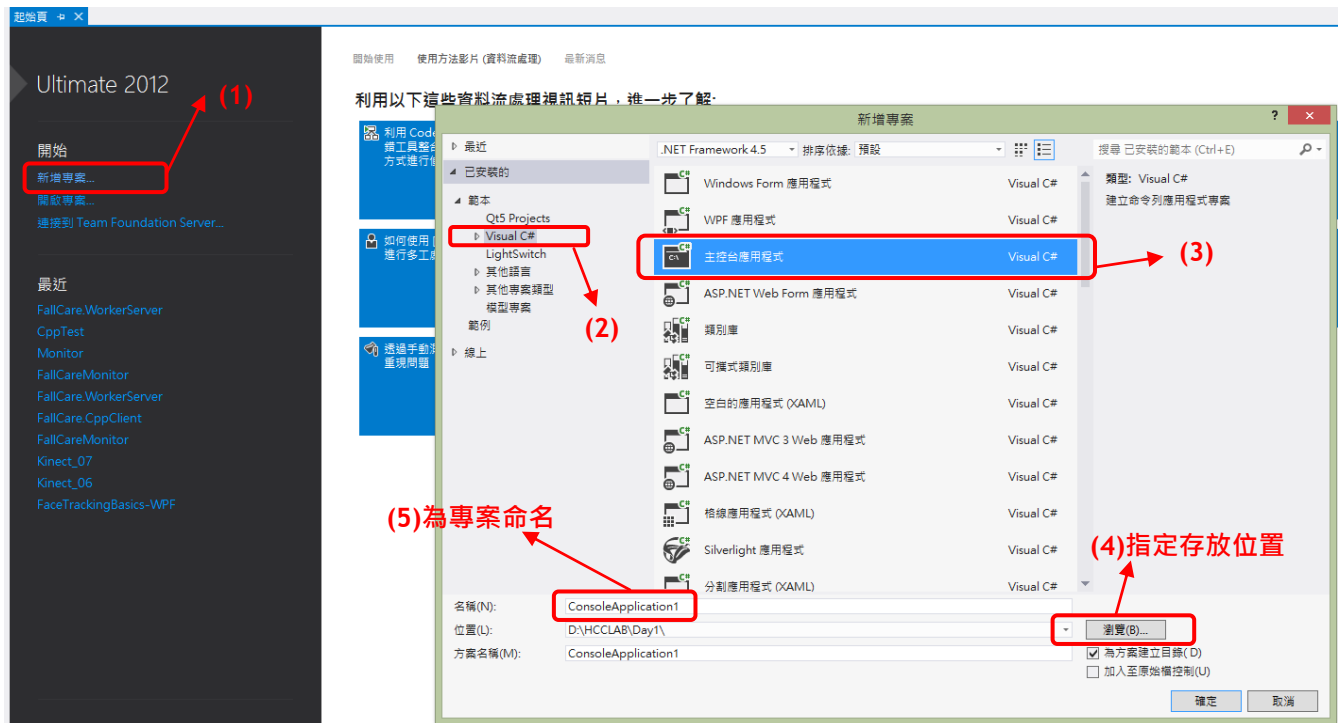 起始頁
Ultimate 2012
(1)
開始
新增專案...
開啟專案...
連接到 Team Foundation Server...
最近
FallCare.WorkerServer
CppTest
Monitor
FallCareMonitor
FallCare.WorkerServer
FallCare.CppClient
FallCareMonitor
Kinect_07
Kinect_06
FaceTrackingBasics-WPF
開始使用 使用方法影片 (資料流處理) 最新消息
利用以下這些資料流處理視訊短片，進一步了解:
利用 Code
錯工具整合
方式進行
如何使用
進行多工
透過手動
重現問題
新增專案
? ×
最近
已安裝的
範本
Qt5 Projects
Visual C#
LightSwitch
其他語言
其他專案類型
模型專案
範例
線上
(2)
.NET Framework 4.5 排序依據: 預設
搜尋 已安裝的範本 (Ctrl+E)
Windows Form 應用程式 Visual C#
WPF 應用程式 Visual C#
主控台應用程式 Visual C#
ASP.NET Web Form 應用程式 Visual C#
類別庫 Visual C#
可攜式類別庫 Visual C#
空白的應用程式 (XAML) Visual C#
ASP.NET MVC 3 Web 應用程式 Visual C#
ASP.NET MVC 4 Web 應用程式 Visual C#
格線應用程式 (XAML) Visual C#
Silverlight 應用程式 Visual C#
分割應用程式 (XAML) Visual C#
類型: Visual C#
建立命令列應用程式專案
(3)
(5)為專案命名
(4)指定存放位置
名稱(N): ConsoleApplication1
位置(L): D:\HCCLAB\Day1\ 瀏覽(B)...
方案名稱(M): ConsoleApplication1
為方案建立目錄(D)
加入至原始檔控制(U)
確定 取消